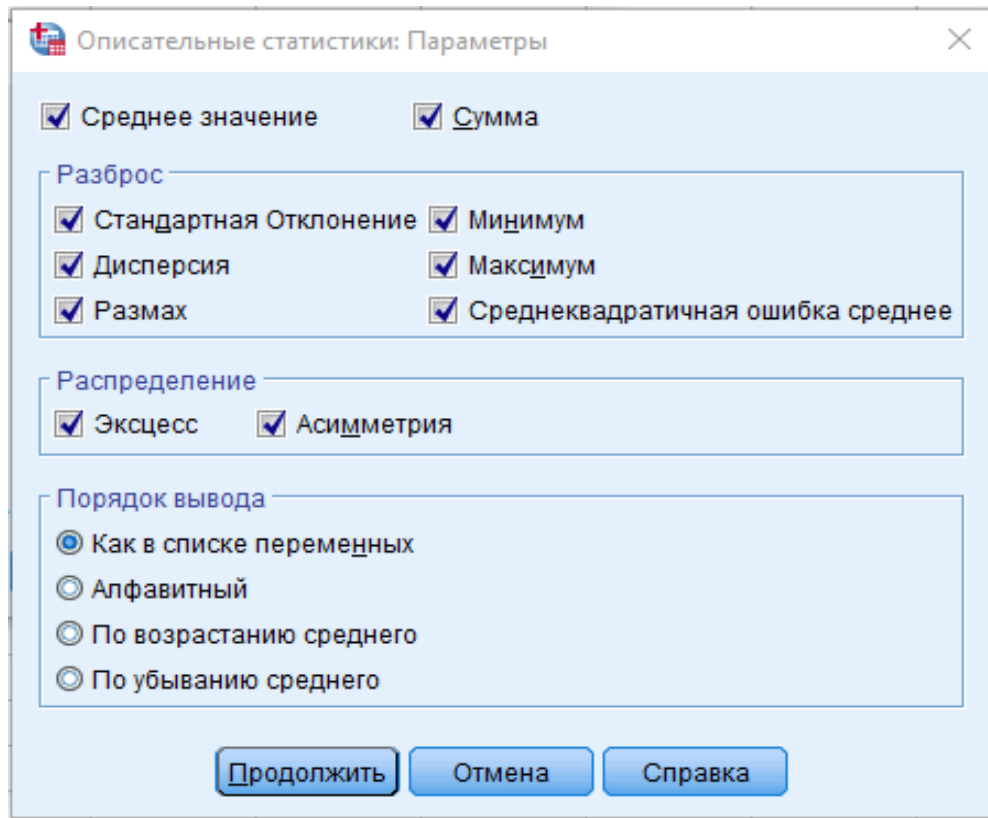 Описательные статистики: Параметры
Среднее значение Сумма
Разброс
Стандартная Отклонение Минимум
Дисперсия Максимум
Размах Среднеквадратичная ошибка среднее
Распределение
Эксцесс Асимметрия
Порядок вывода
Как в списке переменных
Алфавитный
По возрастанию среднего
По убыванию среднего
Продолжить Отмена Справка